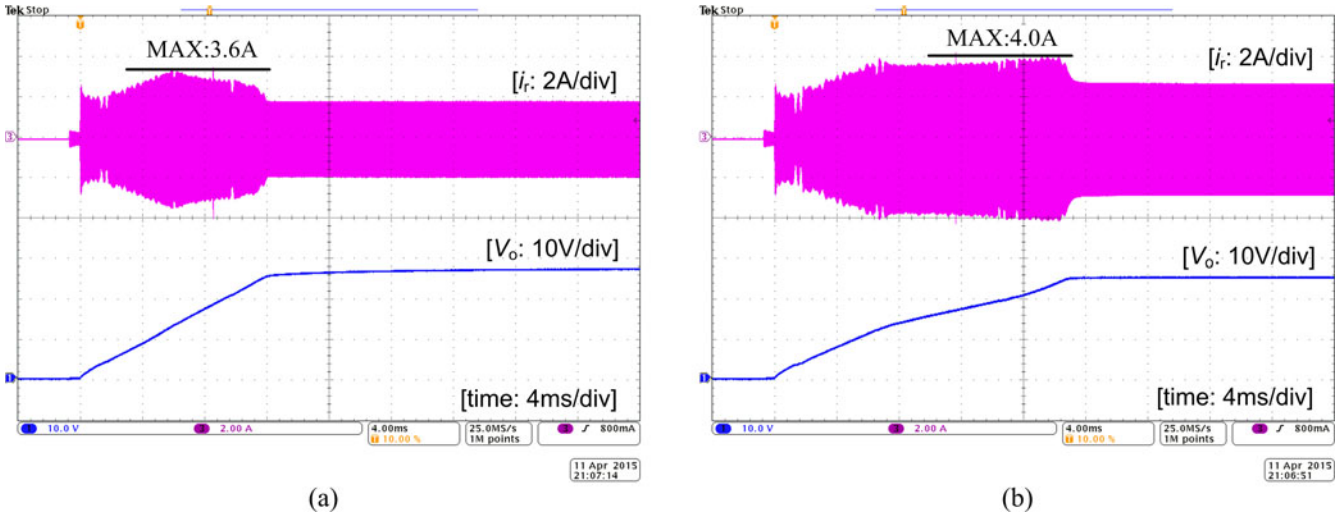 Tek Stop
T
T
MAX:3.6A
[ir: 2A/div]
3
[Vo: 10V/div]
1
[time: 4ms/div]
1 10.0 V 3 2.00 A 4.00ms 25.0MS/s 3 800mA
T 10.00 % 1M points
11 Apr 2015
21:07:14
(a)
Tek Stop
T
T
MAX:4.0A
[ir: 2A/div]
3
[Vo: 10V/div]
1
[time: 4ms/div]
1 10.0 V 3 2.00 A 4.00ms 25.0MS/s 3 800mA
T 10.00 % 1M points
11 Apr 2015
21:06:51
(b)